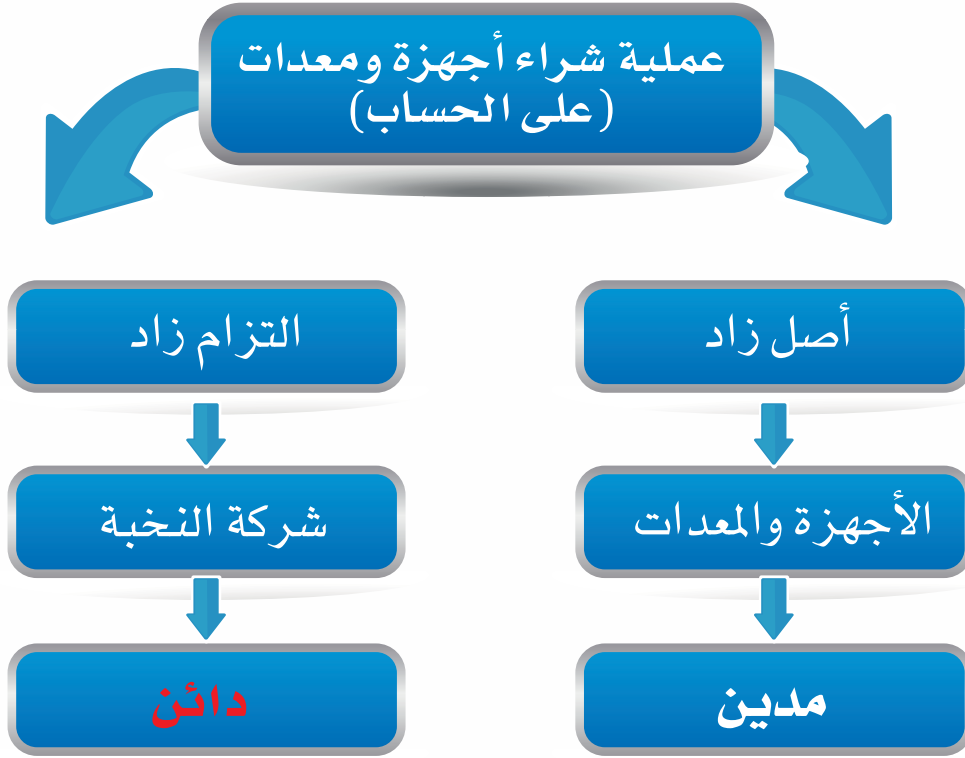 عملية شراء أجهزة ومعدات
(على الحساب)
أصل زاد
التزام زاد
الأجهزة والمعدات
شركة النخبة
مدين
دائن